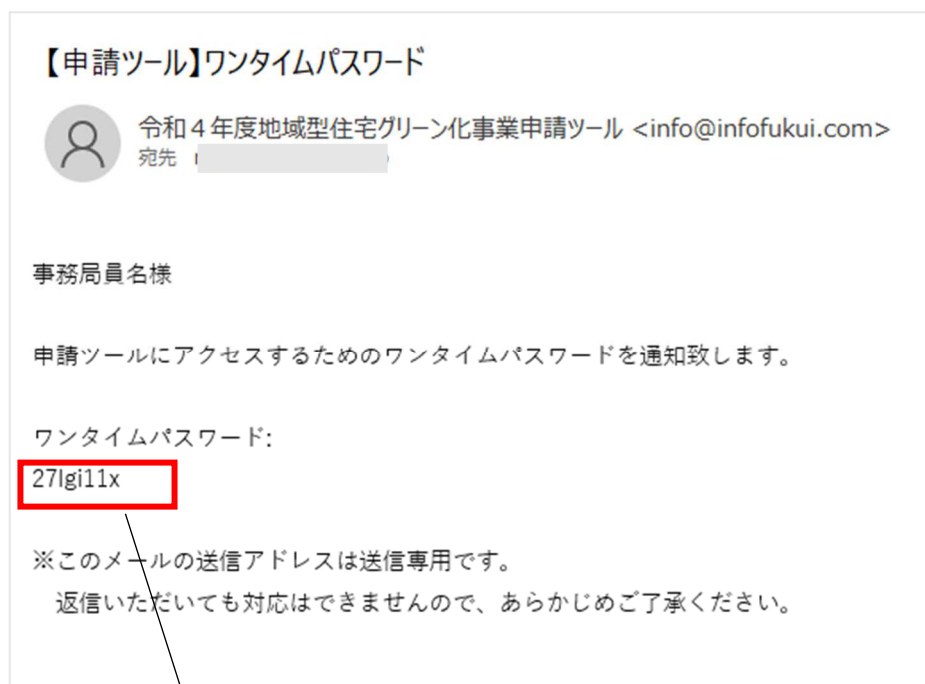 【申請ツール】ワンタイムパスワード
令和４年度地域型住宅グリーン化事業申請ツール <info@infofukui.com>
宛先
事務局員名様
申請ツールにアクセスするためのワンタイムパスワードを通知致します。
ワンタイムパスワード:
27lgi11x
※このメールの送信アドレスは送信専用です。
返信いただいても対応はできませんので、あらかじめご了承ください。